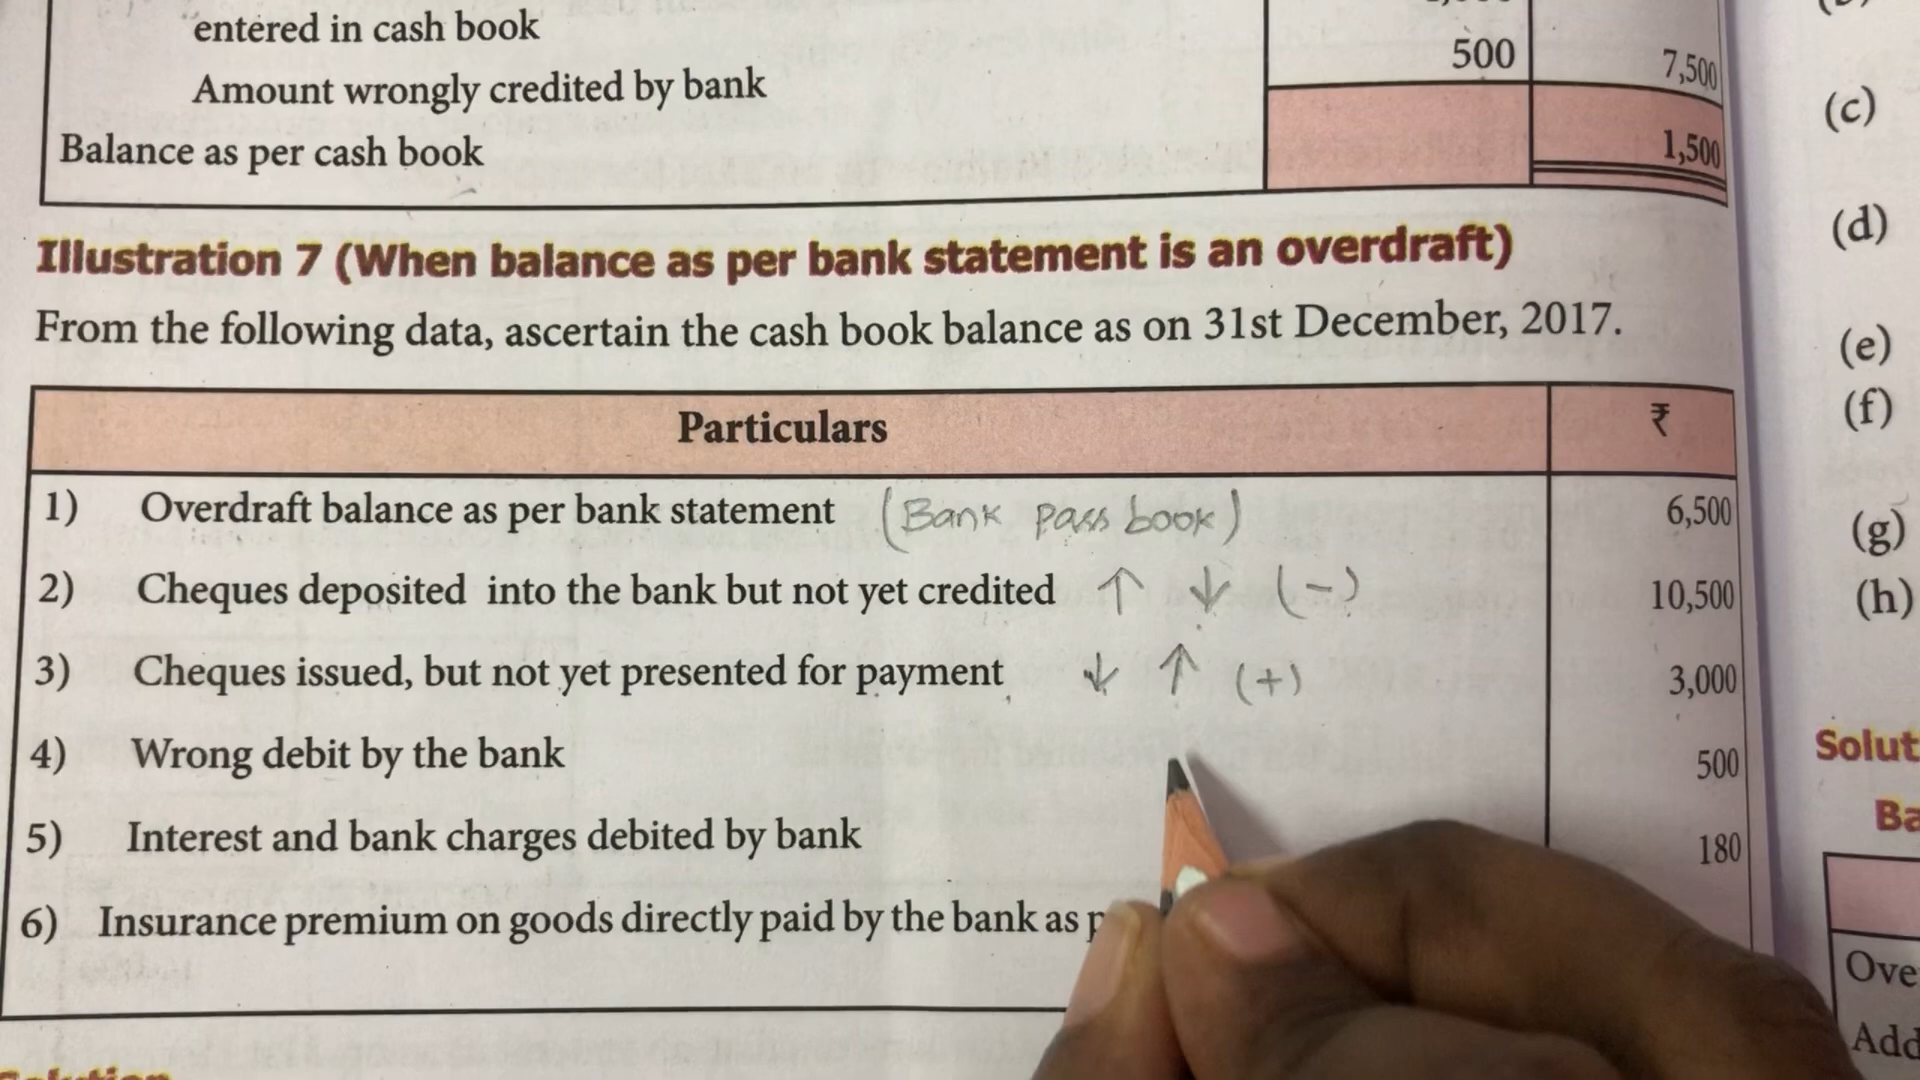 entered in cash book
500
7,500
Amount wrongly credited by bank
Balance as per cash book
1,500
Illustration 7 (When balance as per bank statement is an overdraft)
From the following data, ascertain the cash book balance as on 31st December, 2017.
Particulars ₹
1) Overdraft balance as per bank statement (Bank pass book) 6,500
2) Cheques deposited into the bank but not yet credited ↑ ↓ (-) 10,500
3) Cheques issued, but not yet presented for payment ↓ ↑ (+) 3,000
4) Wrong debit by the bank 500
5) Interest and bank charges debited by bank 180
6) Insurance premium on goods directly paid by the bank as
(c)
(d)
(e)
(f)
(g)
(h)